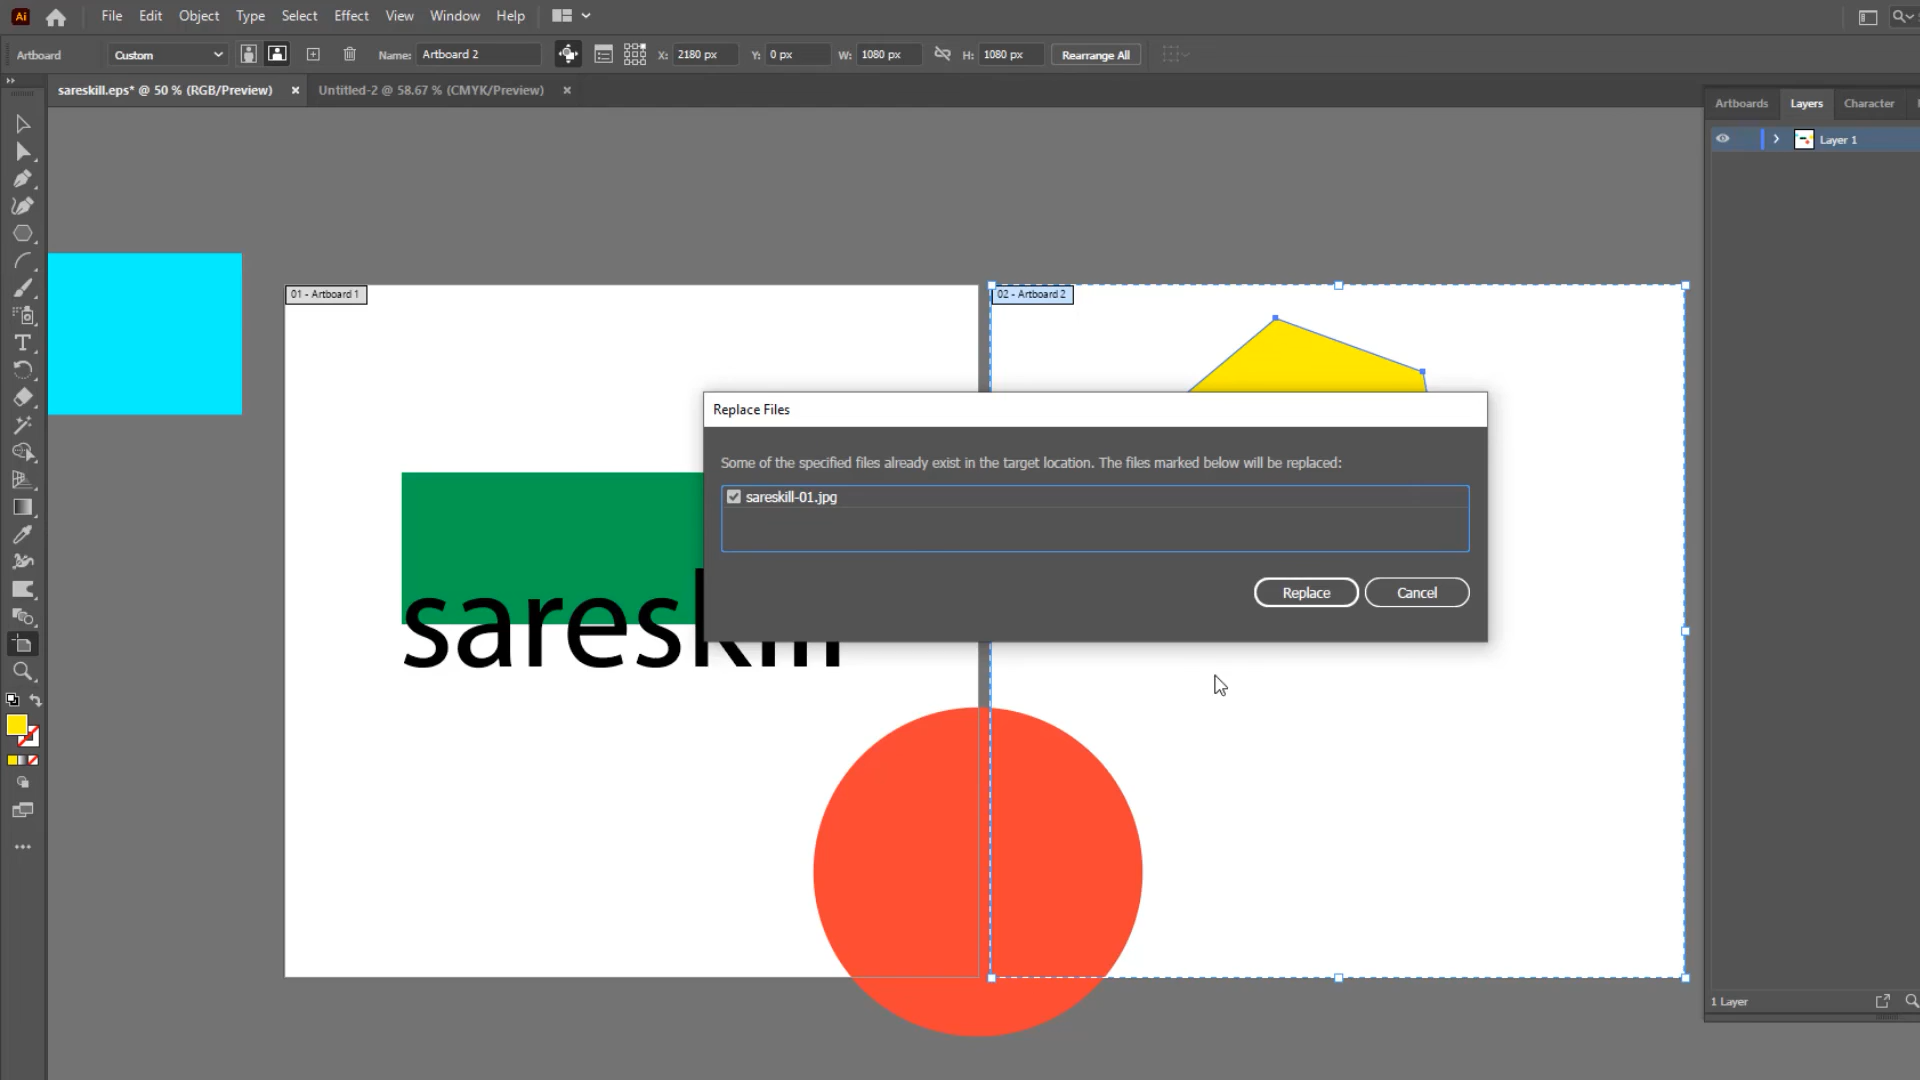 Ai File Edit Object Type Select Effect View Window Help
Artboard Custom Name: Artboard 2 X: 2180 px Y: 0 px W: 1080 px H: 1080 px Rearrange All
sareskill.eps* @ 50 % (RGB/Preview) × Untitled-2 @ 58.67 % (CMYK/Preview) ×
Artboards Layers Character
Layer 1
01 - Artboard 1
02 - Artboard 2
Replace Files
Some of the specified files already exist in the target location. The files marked below will be replaced:
sareskill-01.jpg
Replace Cancel
sareskill
1 Layer